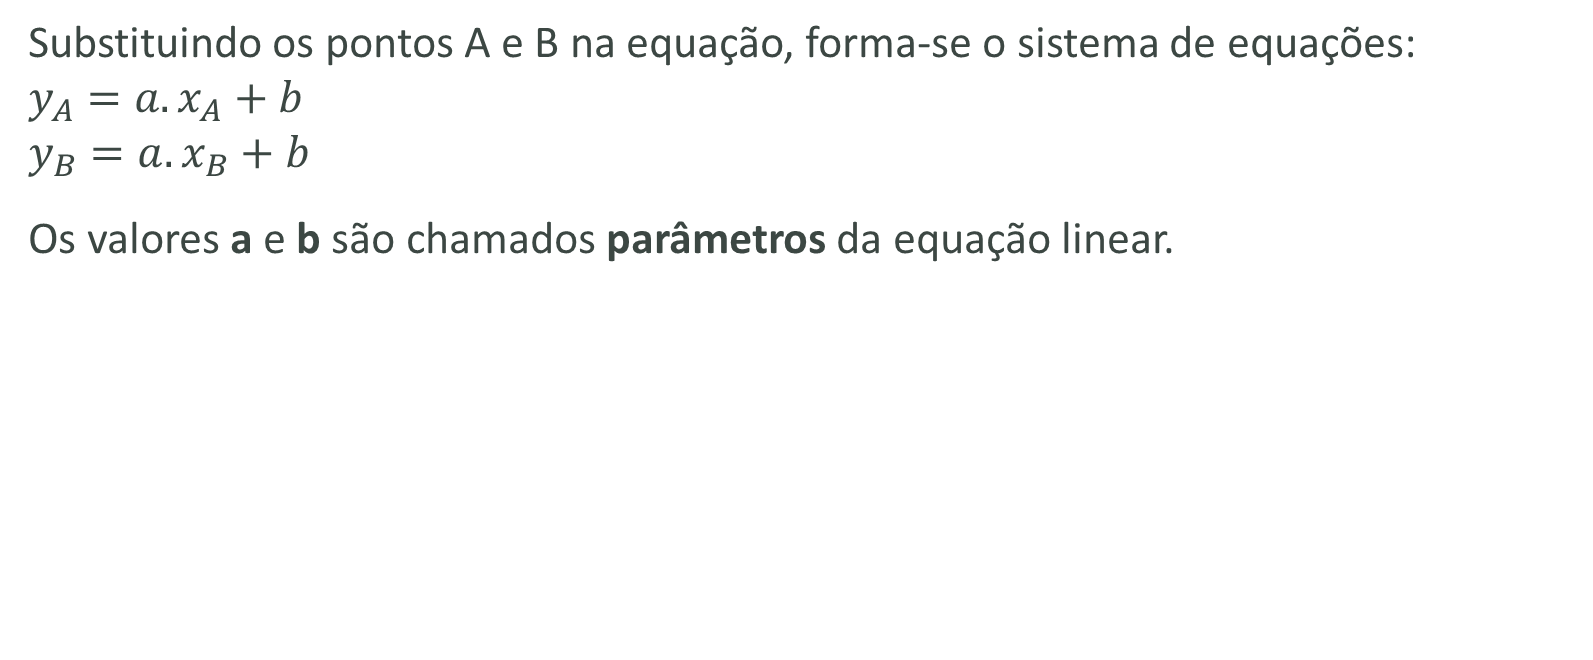 Substituindo os pontos A e B na equação, forma-se o sistema de equações:
y_A = a. x_A + b
y_B = a. x_B + b
Os valores a e b são chamados parâmetros da equação linear.